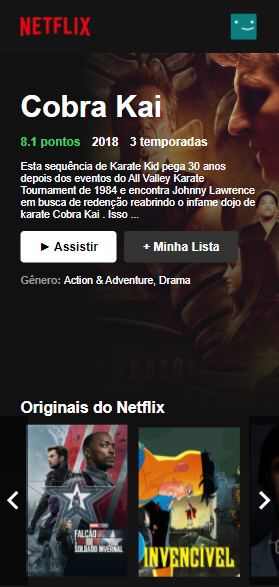 NETFLIX
Cobra Kai
8.1 pontos 2018 3 temporadas
Esta sequência de Karate Kid pega 30 anos
depois dos eventos do All Valley Karate
Tournament de 1984 e encontra Johnny Lawrence
em busca de redenção reabrindo o infame dojo de
karate Cobra Kai . Isso ...
► Assistir
+ Minha Lista
Gênero: Action & Adventure, Drama
Originais do Netflix
FALCÃO
E O
SOLDADO INVERNAL
INVENCÍVEL